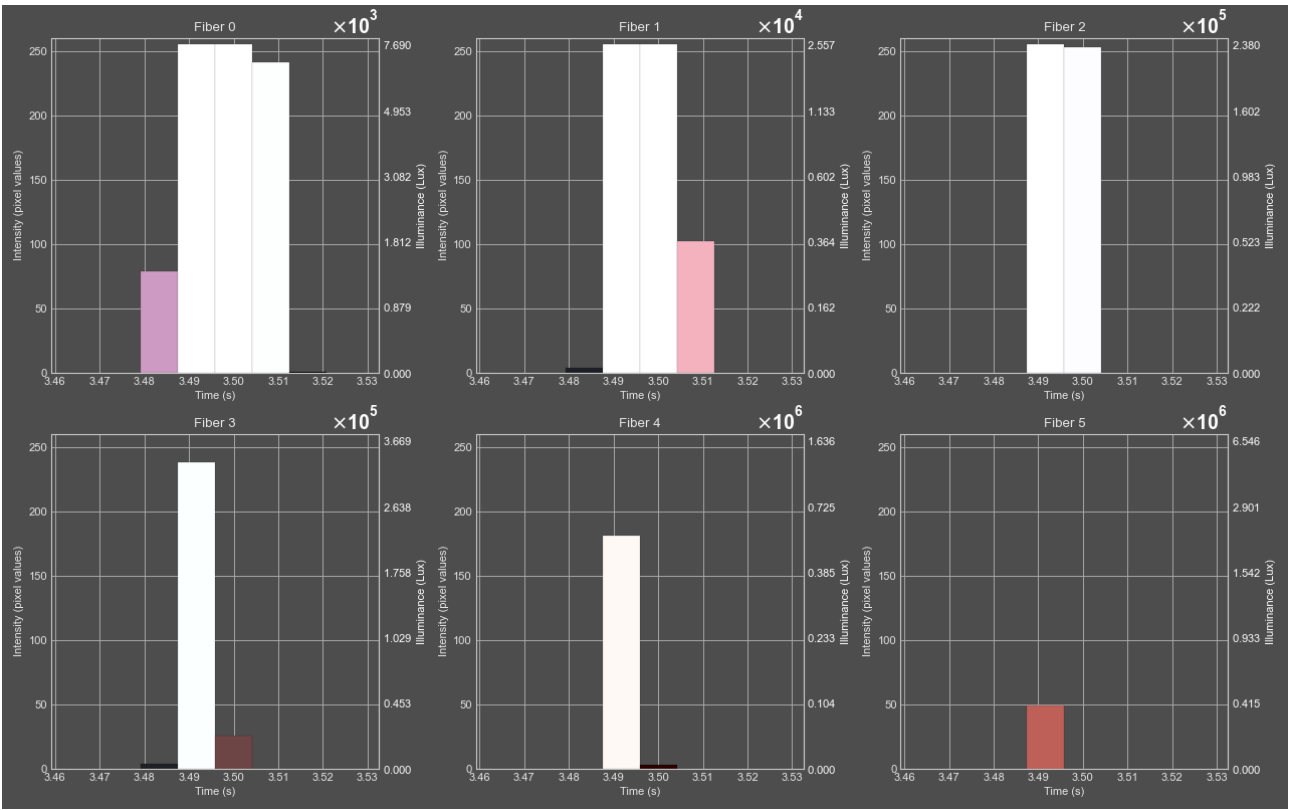 Fiber 0 ×10³
250 7.690
200 4.953
150 3.082
100 1.812
50 0.879
0 0.000
3.46 3.47 3.48 3.49 3.50 3.51 3.52 3.53
Time (s)
Intensity (pixel values)
Illuminance (Lux)
Fiber 1 ×10⁴
250 2.557
200 1.133
150 0.602
100 0.364
50 0.162
0 0.000
3.46 3.47 3.48 3.49 3.50 3.51 3.52 3.53
Time (s)
Intensity (pixel values)
Illuminance (Lux)
Fiber 2 ×10⁵
250 2.380
200 1.602
150 0.983
100 0.523
50 0.222
0 0.000
3.46 3.47 3.48 3.49 3.50 3.51 3.52 3.53
Time (s)
Intensity (pixel values)
Illuminance (Lux)
Fiber 3 ×10⁵
250 3.669
200 2.638
150 1.758
100 1.029
50 0.453
0 0.000
3.46 3.47 3.48 3.49 3.50 3.51 3.52 3.53
Time (s)
Intensity (pixel values)
Illuminance (Lux)
Fiber 4 ×10⁶
250 1.636
200 0.725
150 0.385
100 0.233
50 0.104
0 0.000
3.46 3.47 3.48 3.49 3.50 3.51 3.52 3.53
Time (s)
Intensity (pixel values)
Illuminance (Lux)
Fiber 5 ×10⁶
250 6.546
200 2.901
150 1.542
100 0.933
50 0.415
0 0.000
3.46 3.47 3.48 3.49 3.50 3.51 3.52 3.53
Time (s)
Intensity (pixel values)
Illuminance (Lux)